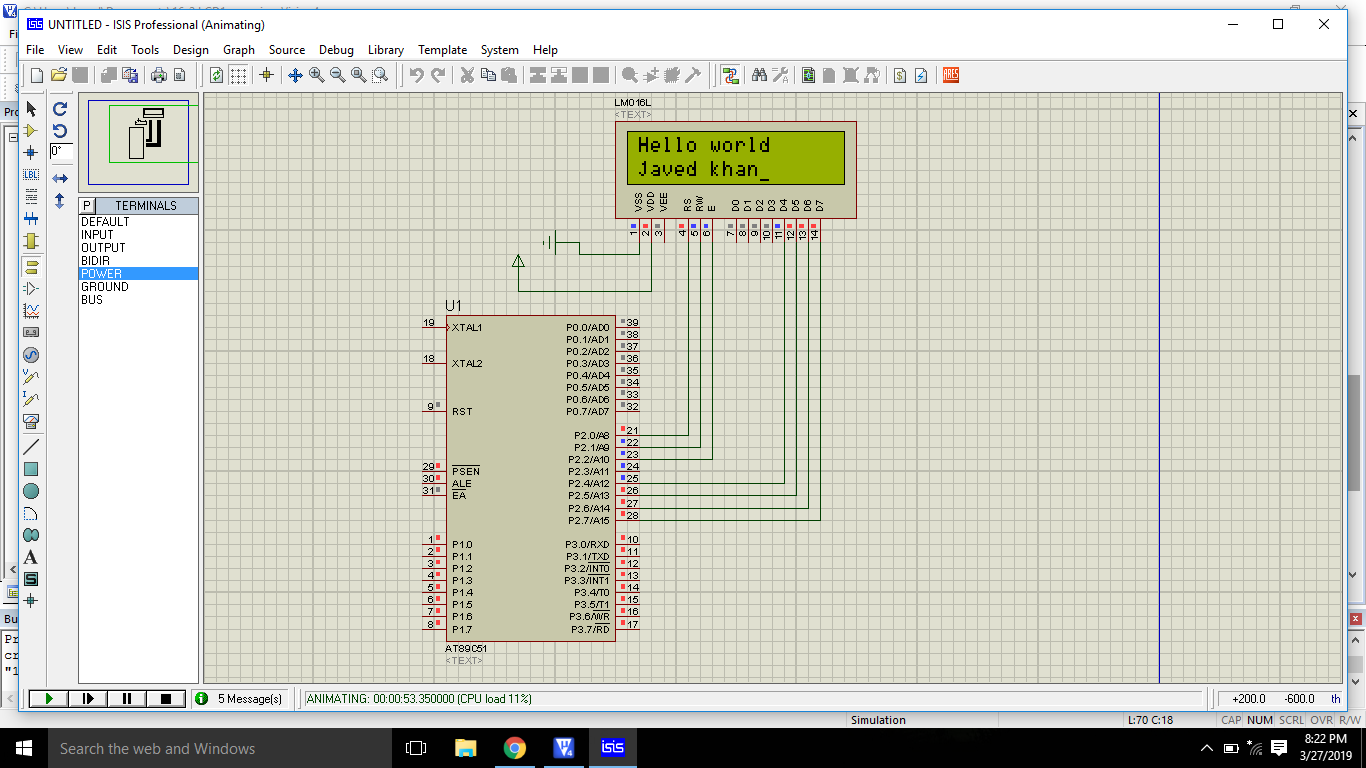 UNTITLED - ISIS Professional (Animating)
File View Edit Tools Design Graph Source Debug Library Template System Help
LBL
ARES
0°
P TERMINALS
DEFAULT
INPUT
OUTPUT
BIDIR
POWER
GROUND
BUS
LM016L
<TEXT>
Hello world
Javed khan_
VSS VDD VEE RS RW E D0 D1 D2 D3 D4 D5 D6 D7
1 2 3 4 5 6 7 8 9 10 11 12 13 14
U1
19 XTAL1 P0.0/AD0 39
P0.1/AD1 38
P0.2/AD2 37
18 XTAL2 P0.3/AD3 36
P0.4/AD4 35
P0.5/AD5 34
P0.6/AD6 33
9 RST P0.7/AD7 32
P2.0/A8 21
P2.1/A9 22
P2.2/A10 23
29 PSEN P2.3/A11 24
30 ALE P2.4/A12 25
31 EA P2.5/A13 26
P2.6/A14 27
P2.7/A15 28
1 P1.0 P3.0/RXD 10
2 P1.1 P3.1/TXD 11
3 P1.2 P3.2/INT0 12
4 P1.3 P3.3/INT1 13
5 P1.4 P3.4/T0 14
6 P1.5 P3.5/T1 15
7 P1.6 P3.6/WR 16
8 P1.7 P3.7/RD 17
AT89C51
<TEXT>
5 Message(s) ANIMATING: 00:00:53.350000 (CPU load 11%) +200.0 -600.0 th
Simulation L:70 C:18 CAP NUM SCRL OVR R/W
Search the web and Windows
isis
8:22 PM
3/27/2019